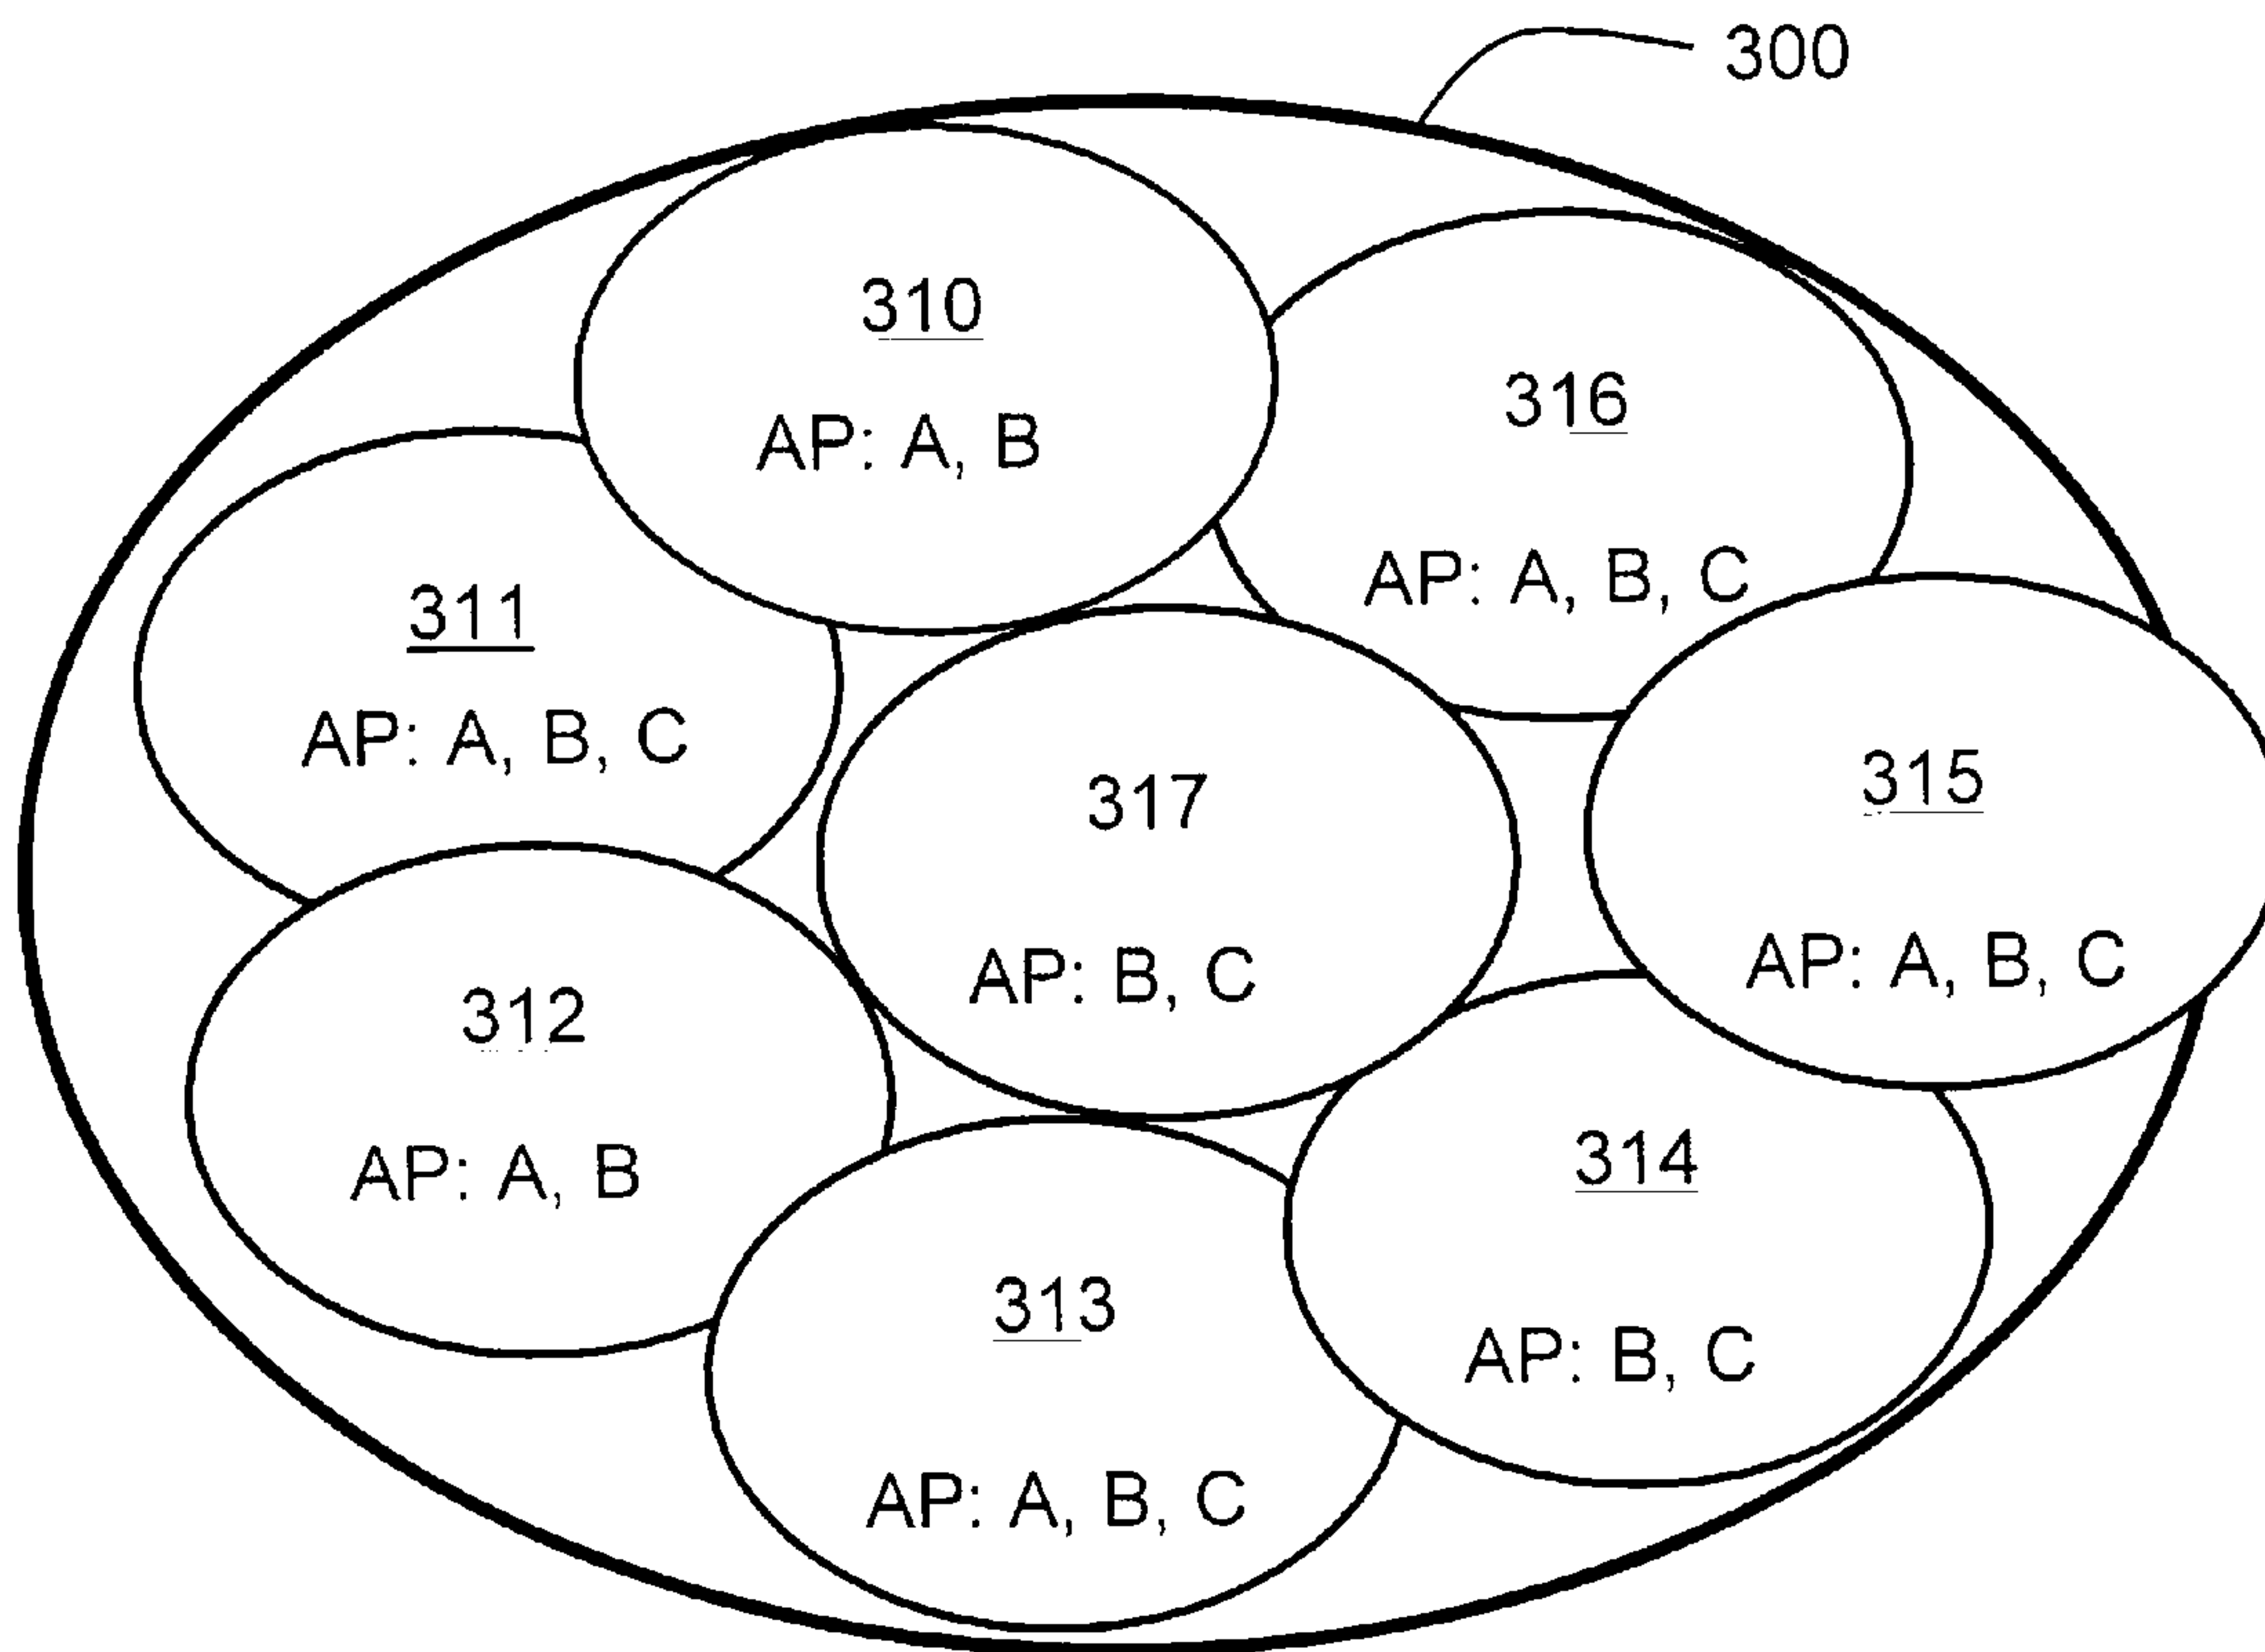 300
310
AP: A, B
316
AP: A, B, C
311
AP: A, B, C
317
AP: B, C
315
AP: A, B, C
312
AP: A, B
314
AP: B, C
313
AP: A, B, C